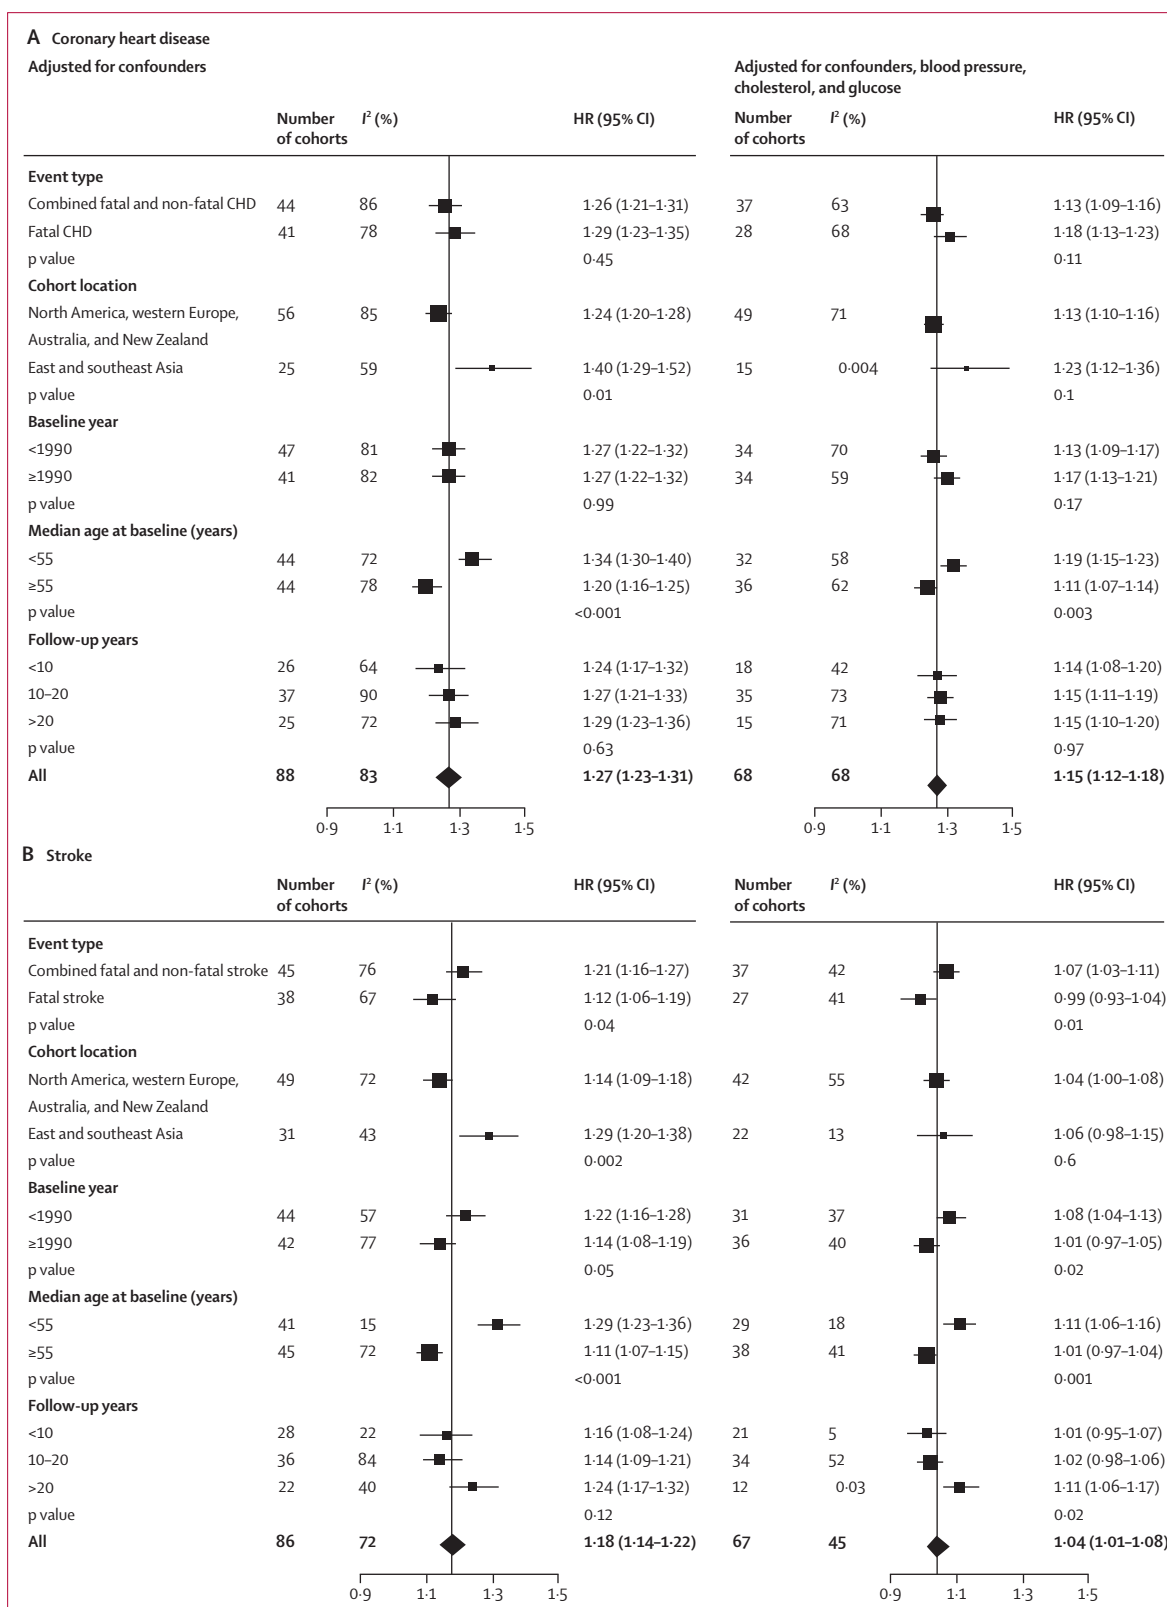 A Coronary heart disease
Adjusted for confounders
Adjusted for confounders, blood pressure,
cholesterol, and glucose
Number of cohorts I² (%) HR (95% CI) Number of cohorts I² (%) HR (95% CI)
Event type
Combined fatal and non-fatal CHD 44 86 1·26 (1·21–1·31) 37 63 1·13 (1·09–1·16)
Fatal CHD 41 78 1·29 (1·23–1·35) 28 68 1·18 (1·13–1·23)
p value 0·45 0·11
Cohort location
North America, western Europe, 56 85 1·24 (1·20–1·28) 49 71 1·13 (1·10–1·16)
Australia, and New Zealand
East and southeast Asia 25 59 1·40 (1·29–1·52) 15 0·004 1·23 (1·12–1·36)
p value 0·01 0·1
Baseline year
<1990 47 81 1·27 (1·22–1·32) 34 70 1·13 (1·09–1·17)
≥1990 41 82 1·27 (1·22–1·32) 34 59 1·17 (1·13–1·21)
p value 0·99 0·17
Median age at baseline (years)
<55 44 72 1·34 (1·30–1·40) 32 58 1·19 (1·15–1·23)
≥55 44 78 1·20 (1·16–1·25) 36 62 1·11 (1·07–1·14)
p value <0·001 0·003
Follow-up years
<10 26 64 1·24 (1·17–1·32) 18 42 1·14 (1·08–1·20)
10–20 37 90 1·27 (1·21–1·33) 35 73 1·15 (1·11–1·19)
>20 25 72 1·29 (1·23–1·36) 15 71 1·15 (1·10–1·20)
p value 0·63 0·97
All 88 83 1·27 (1·23–1·31) 68 68 1·15 (1·12–1·18)
0·9 1·1 1·3 1·5 0·9 1·1 1·3 1·5
B Stroke
Number of cohorts I² (%) HR (95% CI) Number of cohorts I² (%) HR (95% CI)
Event type
Combined fatal and non-fatal stroke 45 76 1·21 (1·16–1·27) 37 42 1·07 (1·03–1·11)
Fatal stroke 38 67 1·12 (1·06–1·19) 27 41 0·99 (0·93–1·04)
p value 0·04 0·01
Cohort location
North America, western Europe, 49 72 1·14 (1·09–1·18) 42 55 1·04 (1·00–1·08)
Australia, and New Zealand
East and southeast Asia 31 43 1·29 (1·20–1·38) 22 13 1·06 (0·98–1·15)
p value 0·002 0·6
Baseline year
<1990 44 57 1·22 (1·16–1·28) 31 37 1·08 (1·04–1·13)
≥1990 42 77 1·14 (1·08–1·19) 36 40 1·01 (0·97–1·05)
p value 0·05 0·02
Median age at baseline (years)
<55 41 15 1·29 (1·23–1·36) 29 18 1·11 (1·06–1·16)
≥55 45 72 1·11 (1·07–1·15) 38 41 1·01 (0·97–1·04)
p value <0·001 0·001
Follow-up years
<10 28 22 1·16 (1·08–1·24) 21 5 1·01 (0·95–1·07)
10–20 36 84 1·14 (1·09–1·21) 34 52 1·02 (0·98–1·06)
>20 22 40 1·24 (1·17–1·32) 12 0·03 1·11 (1·06–1·17)
p value 0·12 0·02
All 86 72 1·18 (1·14–1·22) 67 45 1·04 (1·01–1·08)
0·9 1·1 1·3 1·5 0·9 1·1 1·3 1·5